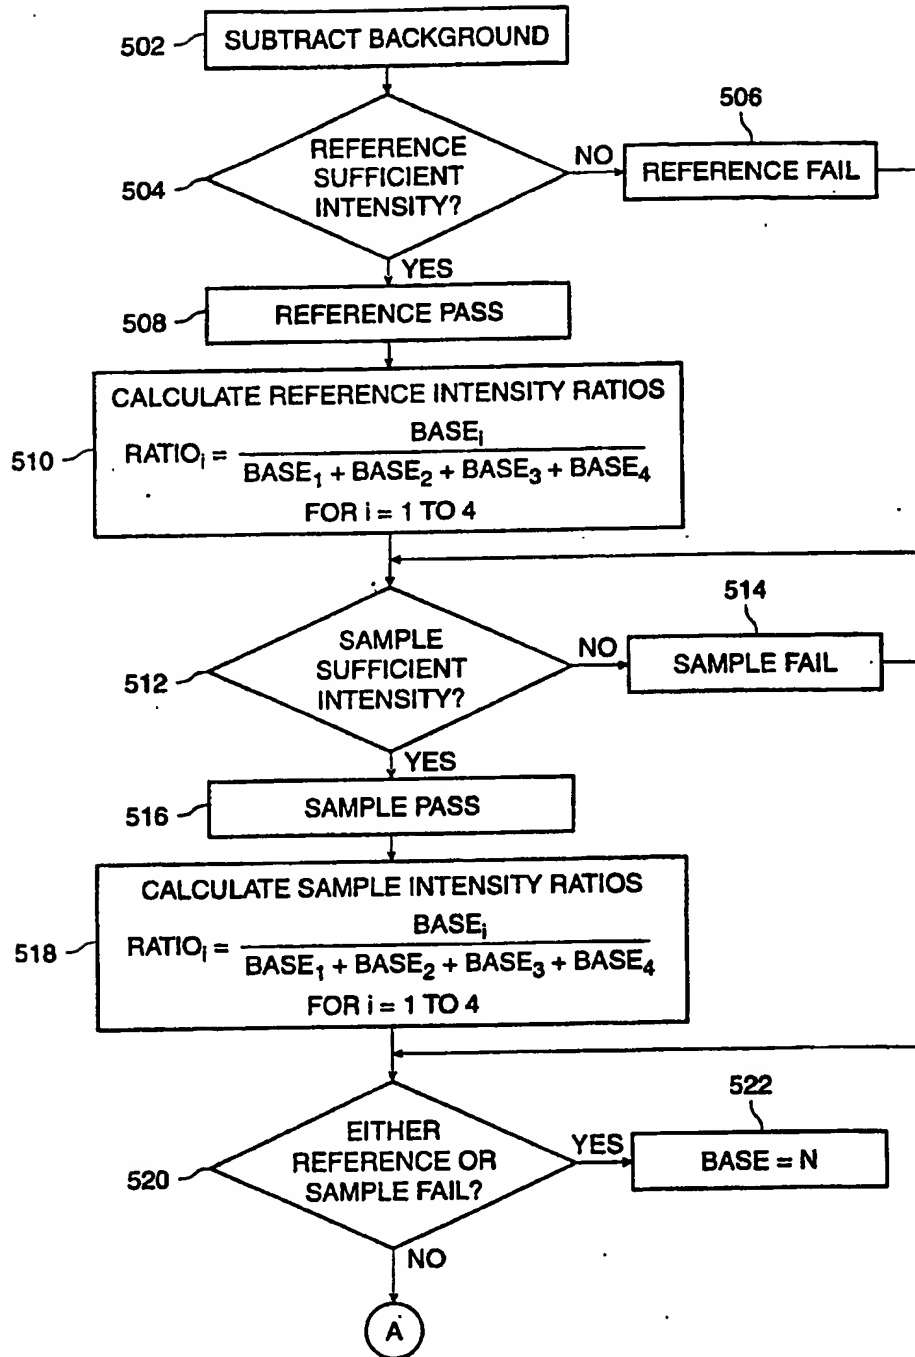 502
SUBTRACT BACKGROUND
504
REFERENCE
SUFFICIENT
INTENSITY?
NO
506
REFERENCE FAIL
YES
508
REFERENCE PASS
510
CALCULATE REFERENCE INTENSITY RATIOS
RATIOi = BASEi / BASE1 + BASE2 + BASE3 + BASE4
FOR i = 1 TO 4
512
SAMPLE
SUFFICIENT
INTENSITY?
NO
514
SAMPLE FAIL
YES
516
SAMPLE PASS
518
CALCULATE SAMPLE INTENSITY RATIOS
RATIOi = BASEi / BASE1 + BASE2 + BASE3 + BASE4
FOR i = 1 TO 4
520
EITHER
REFERENCE OR
SAMPLE FAIL?
YES
522
BASE = N
NO
A